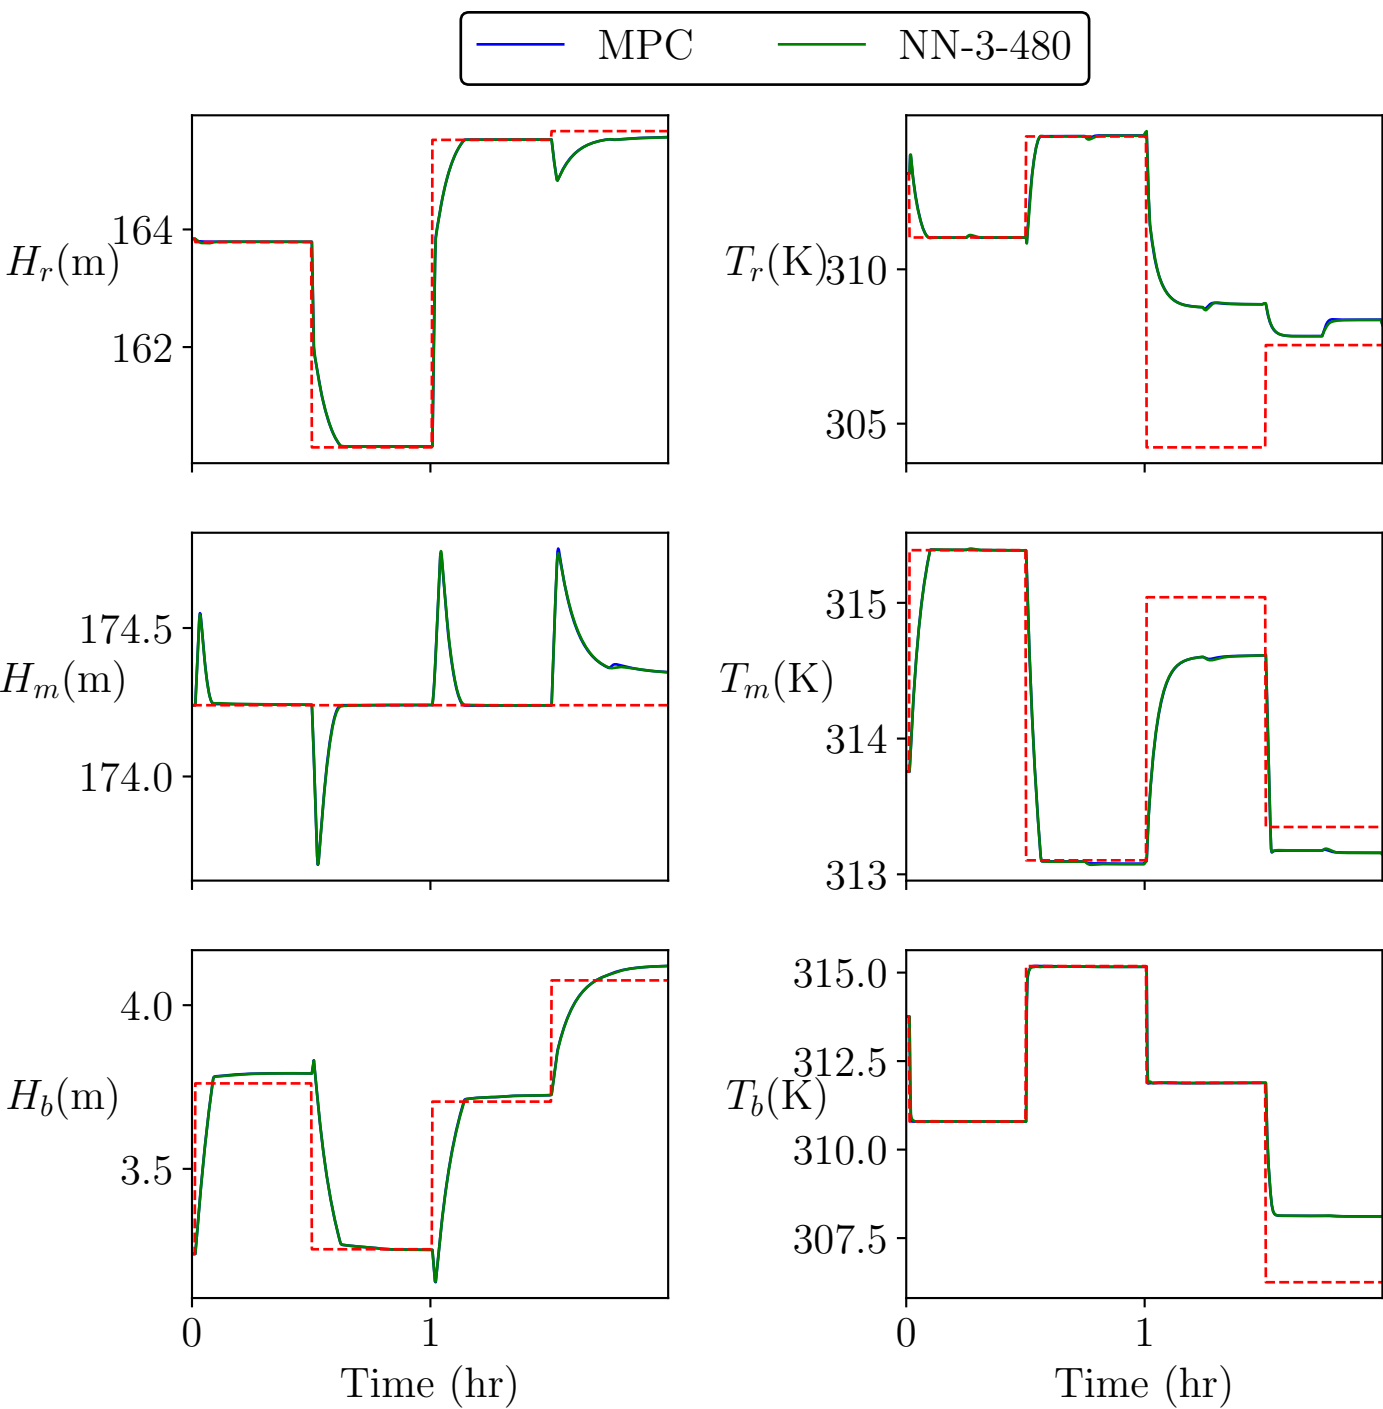 MPC NN-3-480
164
H_r(m)
162
T_r(K)
310
305
174.5
H_m(m)
174.0
315
T_m(K)
314
313
4.0
H_b(m)
3.5
315.0
312.5
T_b(K)
310.0
307.5
0 1
0 1
Time (hr)
Time (hr)